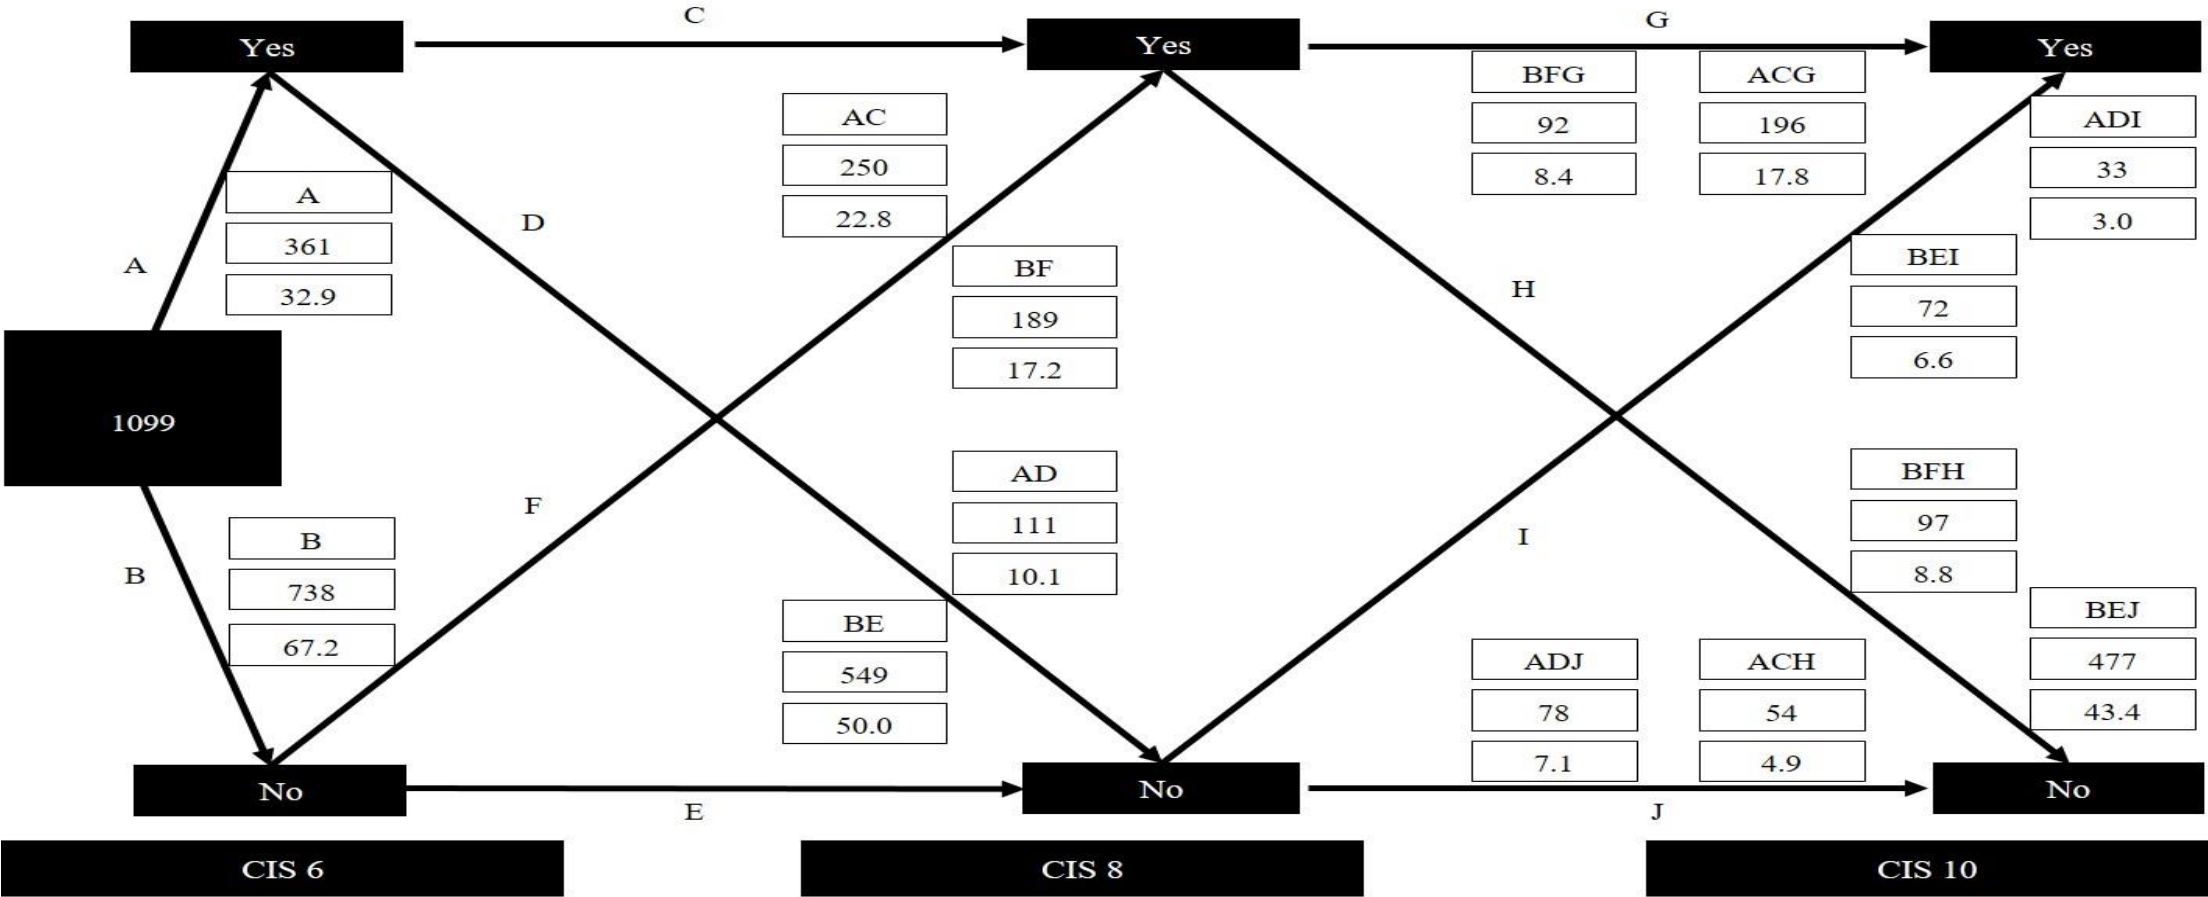 C
G
Yes
Yes
Yes
BFG
ACG
92
196
8.4
17.8
AC
250
22.8
ADI
33
3.0
A
361
32.9
A
D
BF
189
17.2
H
BEI
72
6.6
1099
AD
111
10.1
BFH
97
8.8
F
I
B
738
67.2
B
BE
549
50.0
BEJ
477
43.4
ADJ
ACH
78
54
7.1
4.9
No
No
No
E
J
CIS 6
CIS 8
CIS 10